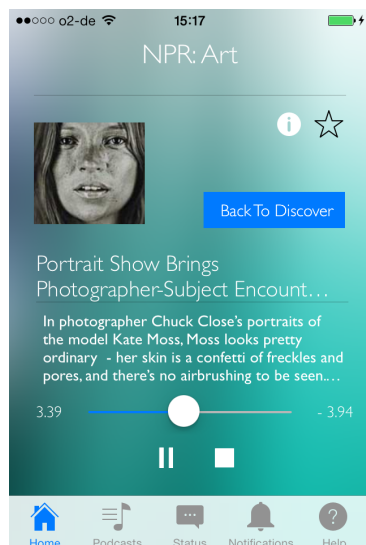 o2-de 15:17
NPR: Art
Back To Discover
Portrait Show Brings
Photographer-Subject Encount...
In photographer Chuck Close's portraits of
the model Kate Moss, Moss looks pretty
ordinary - her skin is a confetti of freckles and
pores, and there's no airbrushing to be seen....
3.39 - 3.94
Home Podcasts Status Notifications Help